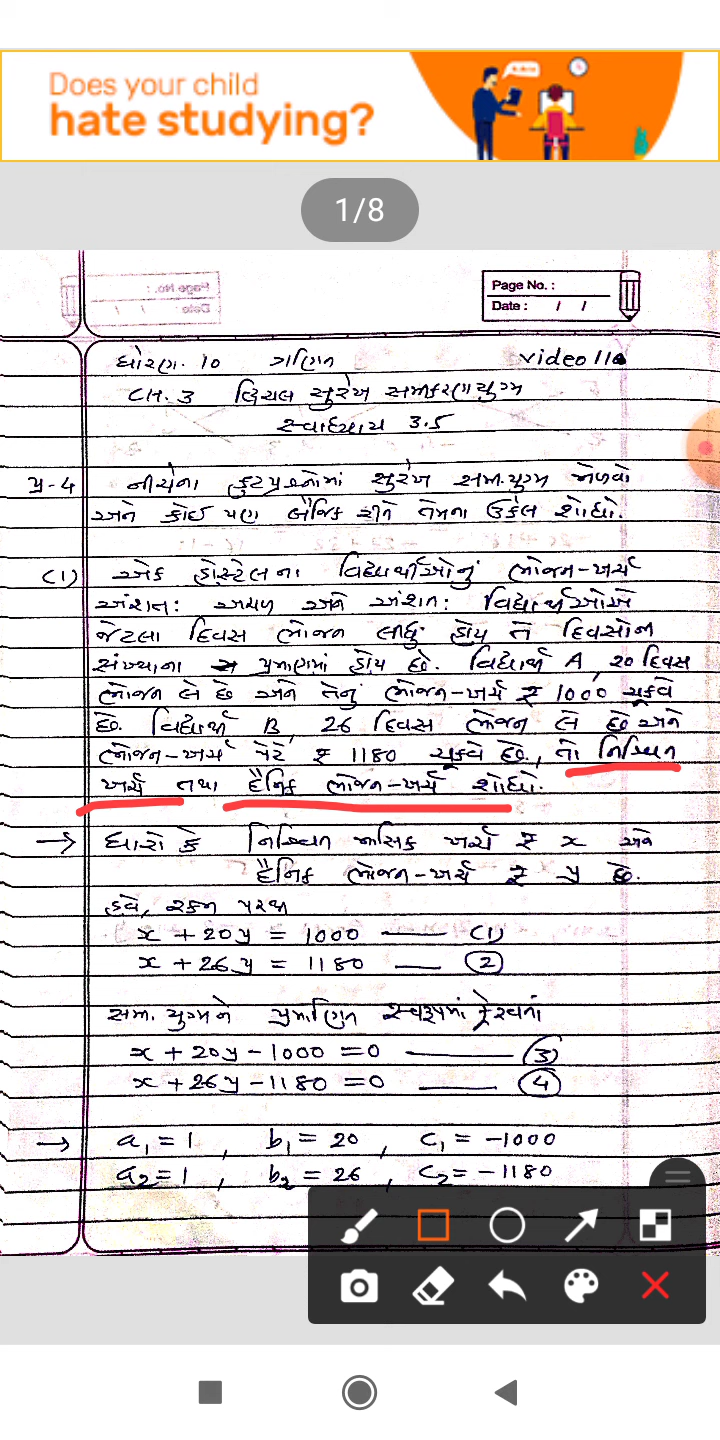 Does your child
hate studying?
1/8
Page No. :
Date : / /
ધોરણ. 10 ગણિત video 110
CH. 3 દ્વિચલ સુરેખ સમીકરણયુગ્મ
સ્વાધ્યાય 3.5
પ્ર-4 નીચેના કૂટપ્રશ્નોમાં સુરેખ સમ.યુગ્મ મેળવો
અને કોઈ પણ બૈજિક રીતે તેમના ઉકેલ શોધો.
(1) એક હોસ્ટેલના વિદ્યાર્થીઓનું ભોજન-ખર્ચ
અંશત: અચળ અને અંશત: વિદ્યાર્થીઓએ
જેટલા દિવસ ભોજન લીધું હોય તે દિવસોન
સંખ્યાના પ્રમાણમાં હોય છે. વિદ્યાર્થી A, 20 દિવસ
ભોજન લે છે અને તેનું ભોજન-ખર્ચ ₹ 1000 ચૂકવે
છે. વિદ્યાર્થી B, 26 દિવસ ભોજન લે છે અને
ભોજન-ખર્ચ પેટે ₹ 1180 ચૂકવે છે, તો નિશ્ચિત
ખર્ચ તથા દૈનિક ભોજન-ખર્ચ શોધો.
→ ધારો કે નિશ્ચિત માસિક ખર્ચ ₹ x અને
દૈનિક ભોજન-ખર્ચ ₹ y છે.
હવે, રકમ પરથી
x + 20y = 1000 —— (1)
x + 26y = 1180 —— (2)
સમ. યુગ્મને પ્રમાણિત સ્વરૂપમાં ફેરવતાં
x + 20y - 1000 = 0 —— (3)
x + 26y - 1180 = 0 —— (4)
→ a₁ = 1 , b₁ = 20 , c₁ = -1000
a₂ = 1 , b₂ = 26 , c₂ = -1180